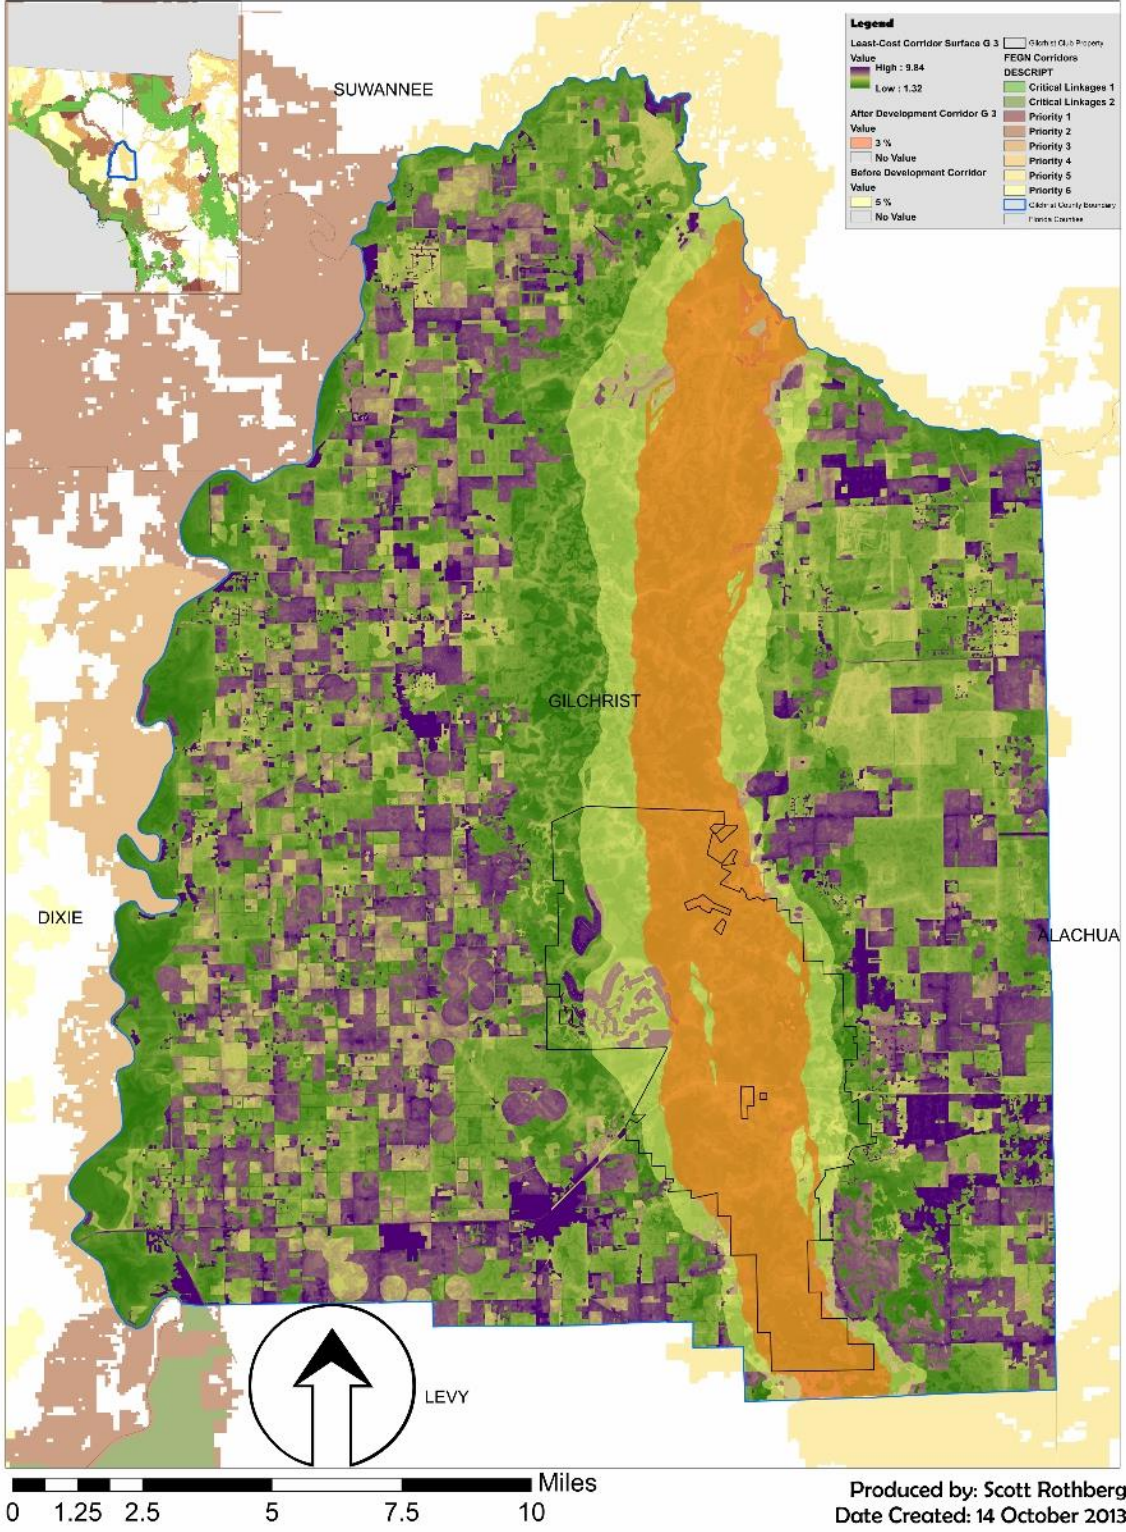 SUWANNEE
Legend
Least-Cost Corridor Surface G 3
Value
High : 9.84
Low : 1.32
After Development Corridor G 3
Value
3 %
No Value
Before Development Corridor
Value
5 %
No Value
Gilchrist Club Property
FEGN Corridors
DESCRIPT
Critical Linkages 1
Critical Linkages 2
Priority 1
Priority 2
Priority 3
Priority 4
Priority 5
Priority 6
Gilchrist County Boundary
Florida Counties
GILCHRIST
DIXIE
ALACHUA
LEVY
Miles
0 1.25 2.5 5 7.5 10
Produced by: Scott Rothberg
Date Created: 14 October 2013